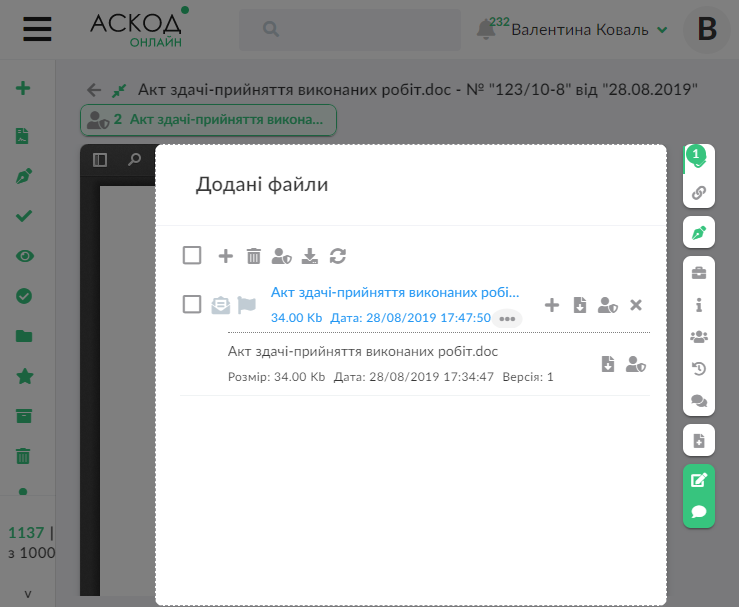 АСКОД
ОНЛАЙН
232
Валентина Коваль
В
Акт здачі-прийняття виконаних робіт.doc - № "123/10-8" від "28.08.2019"
2 Акт здачі-прийняття викона...
1
Додані файли
Акт здачі-прийняття виконаних робі...
34.00 Kb Дата: 28/08/2019 17:47:50
Акт здачі-прийняття виконаних робіт.doc
Розмір: 34.00 Kb Дата: 28/08/2019 17:34:47 Версія: 1
1137 |
з 1000
v